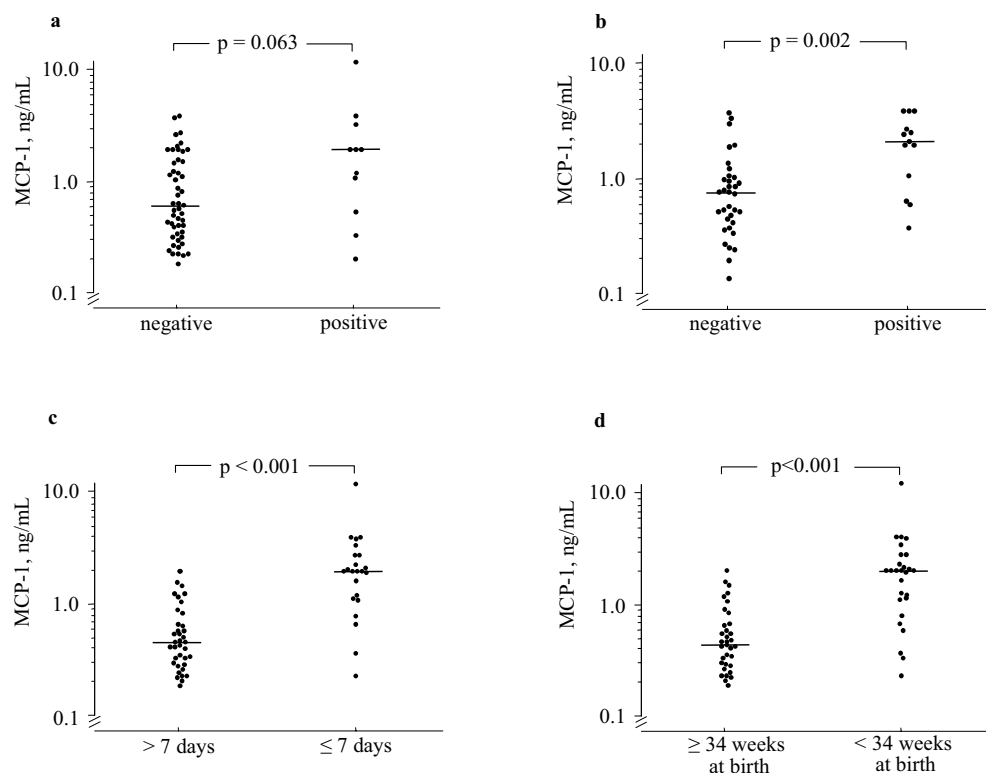 a
p = 0.063
MCP-1, ng/mL
10.0
1.0
0.1
negative
positive
b
p = 0.002
MCP-1, ng/mL
10.0
1.0
0.1
negative
positive
c
p < 0.001
MCP-1, ng/mL
10.0
1.0
0.1
> 7 days
≤ 7 days
d
p<0.001
MCP-1, ng/mL
10.0
1.0
0.1
≥ 34 weeks
at birth
< 34 weeks
at birth